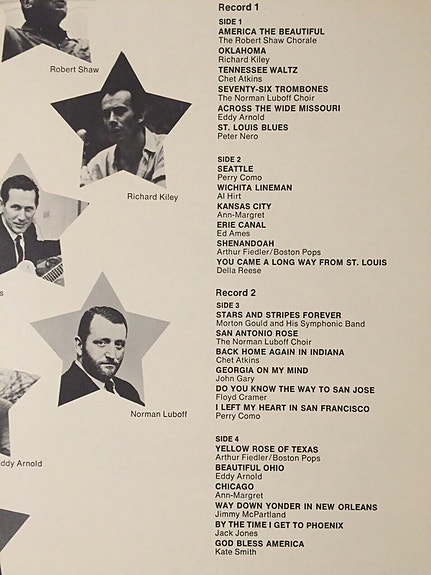 Robert Shaw
Richard Kiley
s
Norman Luboff
ddy Arnold
Record 1
SIDE 1
AMERICA THE BEAUTIFUL
The Robert Shaw Chorale
OKLAHOMA
Richard Kiley
TENNESSEE WALTZ
Chet Atkins
SEVENTY-SIX TROMBONES
The Norman Luboff Choir
ACROSS THE WIDE MISSOURI
Eddy Arnold
ST. LOUIS BLUES
Peter Nero
SIDE 2
SEATTLE
Perry Como
WICHITA LINEMAN
Al Hirt
KANSAS CITY
Ann-Margret
ERIE CANAL
Ed Ames
SHENANDOAH
Arthur Fiedler/Boston Pops
YOU CAME A LONG WAY FROM ST. LOUIS
Della Reese
Record 2
SIDE 3
STARS AND STRIPES FOREVER
Morton Gould and His Symphonic Band
SAN ANTONIO ROSE
The Norman Luboff Choir
BACK HOME AGAIN IN INDIANA
Chet Atkins
GEORGIA ON MY MIND
John Gary
DO YOU KNOW THE WAY TO SAN JOSE
Floyd Cramer
I LEFT MY HEART IN SAN FRANCISCO
Perry Como
SIDE 4
YELLOW ROSE OF TEXAS
Arthur Fiedler/Boston Pops
BEAUTIFUL OHIO
Eddy Arnold
CHICAGO
Ann-Margret
WAY DOWN YONDER IN NEW ORLEANS
Jimmy McPartland
BY THE TIME I GET TO PHOENIX
Jack Jones
GOD BLESS AMERICA
Kate Smith